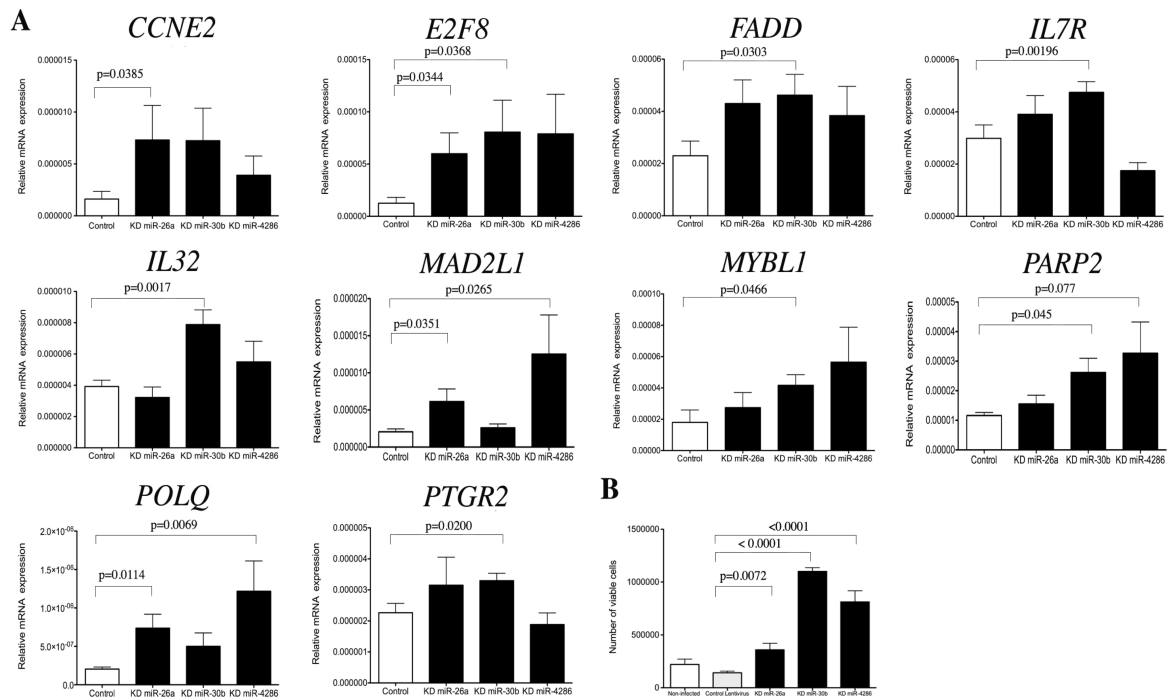 A
CCNE2
E2F8
FADD
IL7R
Relative mRNA expression
0.000015
0.000010
0.000005
0.000000
p=0.0385
Control
KD miR-26a
KD miR-30b
KD miR-4286
Relative mRNA expression
0.00015
0.00010
0.00005
0.00000
p=0.0368
p=0.0344
Control
KD miR-26a
KD miR-30b
KD miR-4286
Relative mRNA expression
0.00006
0.00004
0.00002
0.00000
p=0.0303
Control
KD miR-26a
KD miR-30b
KD miR-4286
Relative mRNA expression
0.00006
0.00004
0.00002
0.00000
p=0.00196
Control
KD miR-26a
KD miR-30b
KD miR-4286
IL32
MAD2L1
MYBL1
PARP2
Relative mRNA expression
0.000010
0.000008
0.000006
0.000004
0.000002
0.000000
p=0.0017
Control
KD miR-26a
KD miR-30b
KD miR-4286
Relative mRNA expression
0.000020
0.000015
0.000010
0.000005
0.000000
p=0.0265
p=0.0351
Control
KD miR-26a
KD miR-30b
KD miR-4286
Relative mRNA expression
0.00010
0.00008
0.00006
0.00004
0.00002
0.00000
p=0.0466
Control
KD miR-26a
KD miR-30b
KD miR-4286
Relative mRNA expression
0.00005
0.00004
0.00003
0.00002
0.00001
0.00000
p=0.077
p=0.045
Control
KD miR-26a
KD miR-30b
KD miR-4286
POLQ
PTGR2
B
Relative mRNA expression
2.0×10⁻⁰⁶
1.5×10⁻⁰⁶
1.0×10⁻⁰⁶
5.0×10⁻⁰⁷
0.0
p=0.0069
p=0.0114
Control
KD miR-26a
KD miR-30b
KD miR-4286
Relative mRNA expression
0.000005
0.000004
0.000003
0.000002
0.000001
0.000000
p=0.0200
Control
KD miR-26a
KD miR-30b
KD miR-4286
Number of viable cells
1500000
1000000
500000
0
<0.0001
< 0.0001
p=0.0072
Non-infected
Control Lentivirus
KD miR-26a
KD miR-30b
KD miR-4286